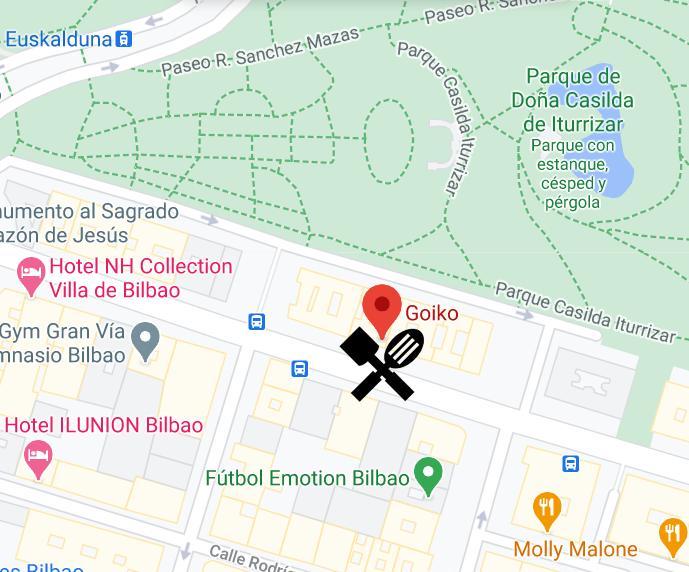 Paseo R. Sanchez
Euskalduna
Paseo R. Sanchez Mazas
Parque Casilda Iturrizar
Parque de
Doña Casilda
de Iturrizar
Parque con
estanque,
césped y
pérgola
numento al Sagrado
azón de Jesús
Hotel NH Collection
Villa de Bilbao
Parque Casilda Iturrizar
Goiko
Gym Gran Vía
mnasio Bilbao
Hotel ILUNION Bilbao
Fútbol Emotion Bilbao
Molly Malone
Calle Rodrí
es Bilbao